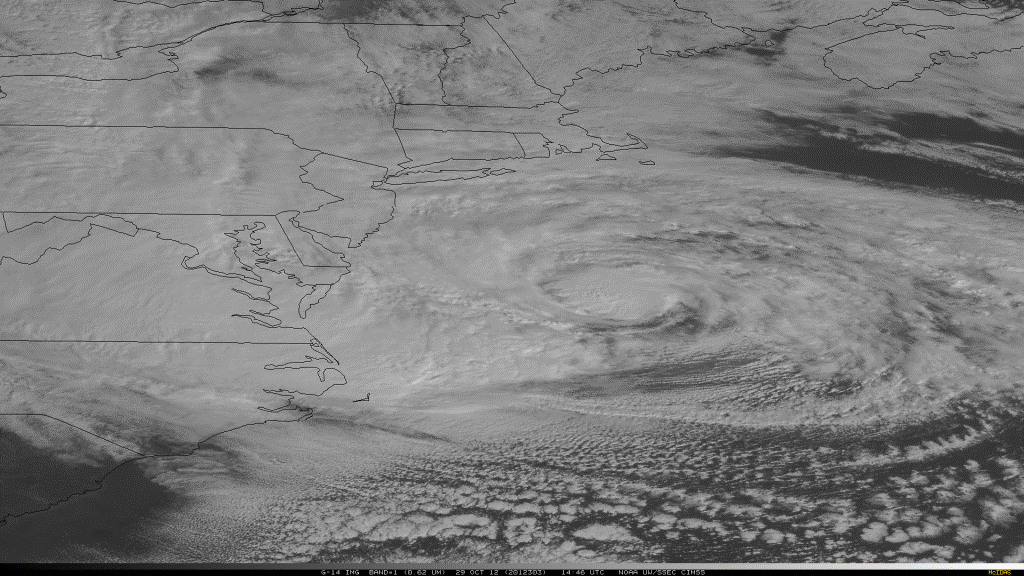 G-14 IMG BAND=1 (0.62 UM) 29 OCT 12 (2012303) 14:46 UTC NOAA UW/SSEC CIMSS McIDAS